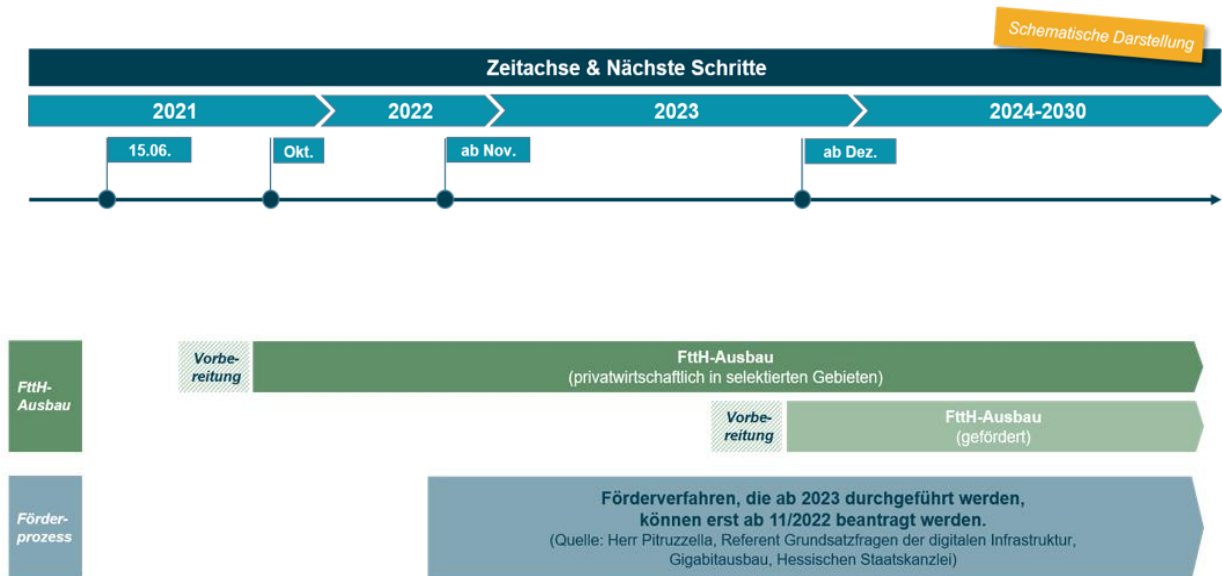 Schematische Darstellung
Zeitachse & Nächste Schritte
2021
2022
2023
2024-2030
15.06.
Okt.
ab Nov.
ab Dez.
FttH-
Ausbau
Vorbe-
reitung
FttH-Ausbau
(privatwirtschaftlich in selektierten Gebieten)
Vorbe-
reitung
FttH-Ausbau
(gefördert)
Förder-
prozess
Förderverfahren, die ab 2023 durchgeführt werden,
können erst ab 11/2022 beantragt werden.
(Quelle: Herr Pitruzzella, Referent Grundsatzfragen der digitalen Infrastruktur,
Gigabitausbau, Hessischen Staatskanzlei)